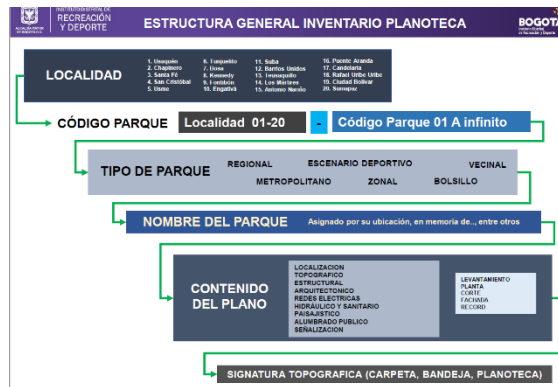 ALCALDÍA MAYOR
DE BOGOTÁ D.C.
INSTITUTO DISTRITAL DE
RECREACIÓN
Y DEPORTE
ESTRUCTURA GENERAL INVENTARIO PLANOTECA
BOGOTÁ
LOCALIDAD
1. Usaquén
2. Chapinero
3. Santa Fé
4. San Cristóbal
5. Usme
6. Tunjuelito
7. Bosa
8. Kennedy
9. Fontibón
10. Engativá
11. Suba
12. Barrios Unidos
13. Teusaquillo
14. Los Mártires
15. Antonio Nariño
16. Puente Aranda
17. Candelaria
18. Rafael Uribe Uribe
19. Ciudad Bolívar
20. Sumapaz
CÓDIGO PARQUE
Localidad 01-20
-
Código Parque 01 A infinito
TIPO DE PARQUE
REGIONAL ESCENARIO DEPORTIVO VECINAL
METROPOLITANO ZONAL BOLSILLO
NOMBRE DEL PARQUE
Asignado por su ubicación, en memoria de.., entre otros
CONTENIDO
DEL PLANO
LOCALIZACION
TOPOGRAFICO
ESTRUCTURAL
ARQUITECTONICO
REDES ELECTRICAS
HIDRÁULICO Y SANITARIO
PAISAJISTICO
ALUMBRADO PUBLICO
SEÑALIZACION
LEVANTAMIENTO
PLANTA
CORTE
FACHADA
RECORD
SIGNATURA TOPOGRAFICA (CARPETA, BANDEJA, PLANOTECA)